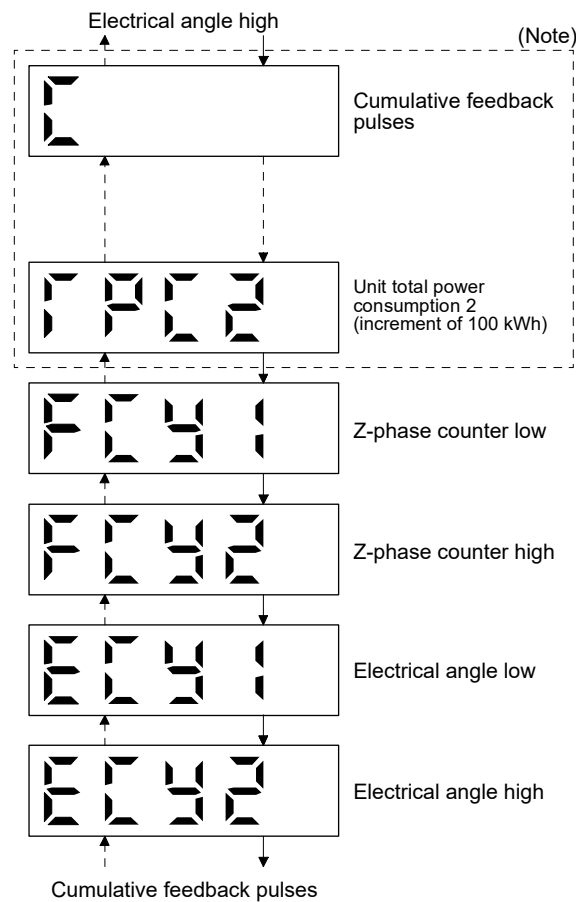 Electrical angle high
(Note)
C
Cumulative feedback
pulses
TPC2
Unit total power
consumption 2
(increment of 100 kWh)
FCy1
Z-phase counter low
FCy2
Z-phase counter high
ECy1
Electrical angle low
ECy2
Electrical angle high
Cumulative feedback pulses